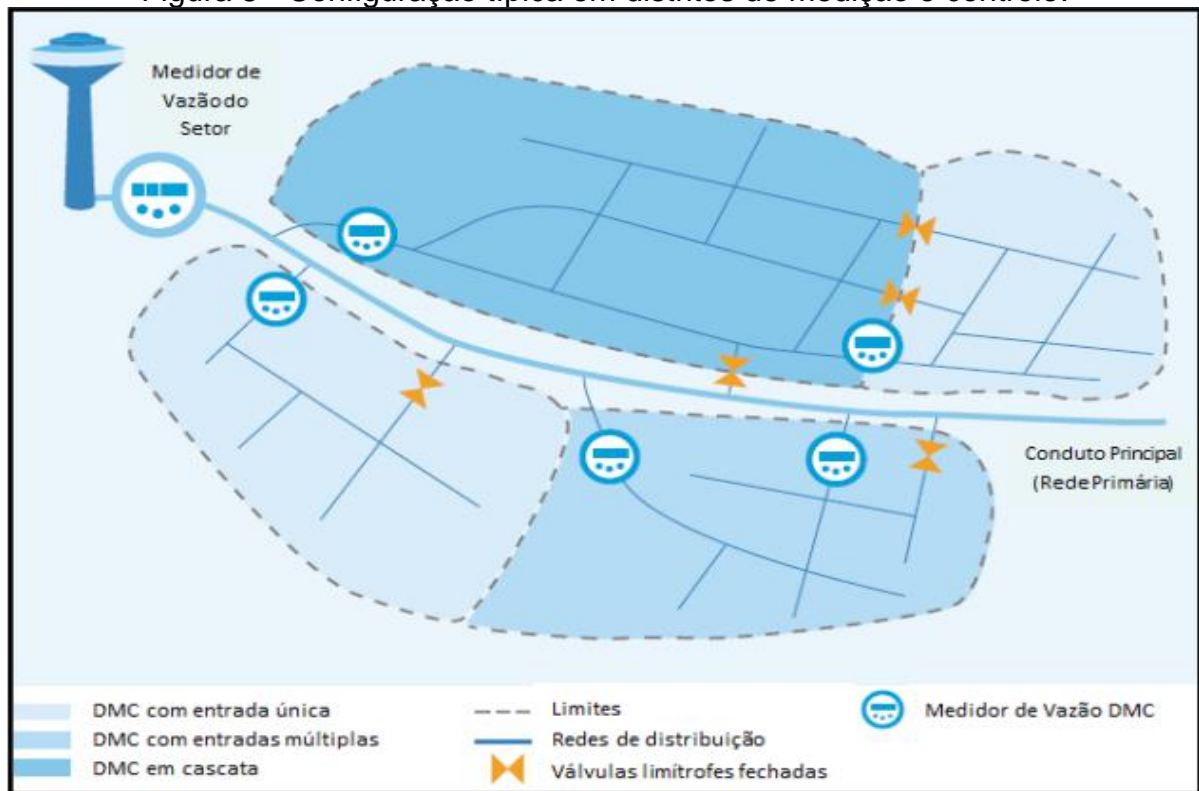 Medidor de
Vazão do
Setor
Conduto Principal
(Rede Primária)
DMC com entrada única
DMC com entradas múltiplas
DMC em cascata
Limites
Redes de distribuição
Válvulas limítrofes fechadas
Medidor de Vazão DMC